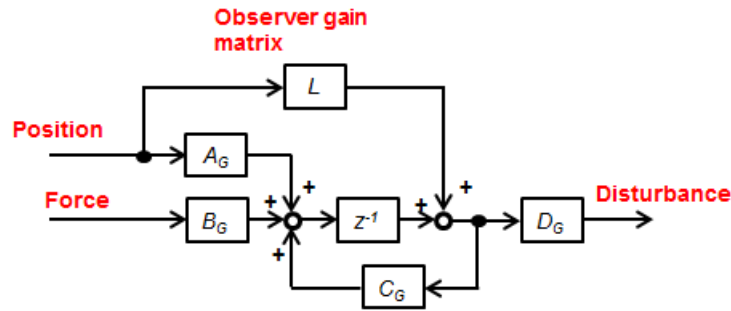 Observer gain
matrix
L
Position
A_G
+
Force
+
B_G
z⁻¹
+
+
D_G
Disturbance
+
C_G